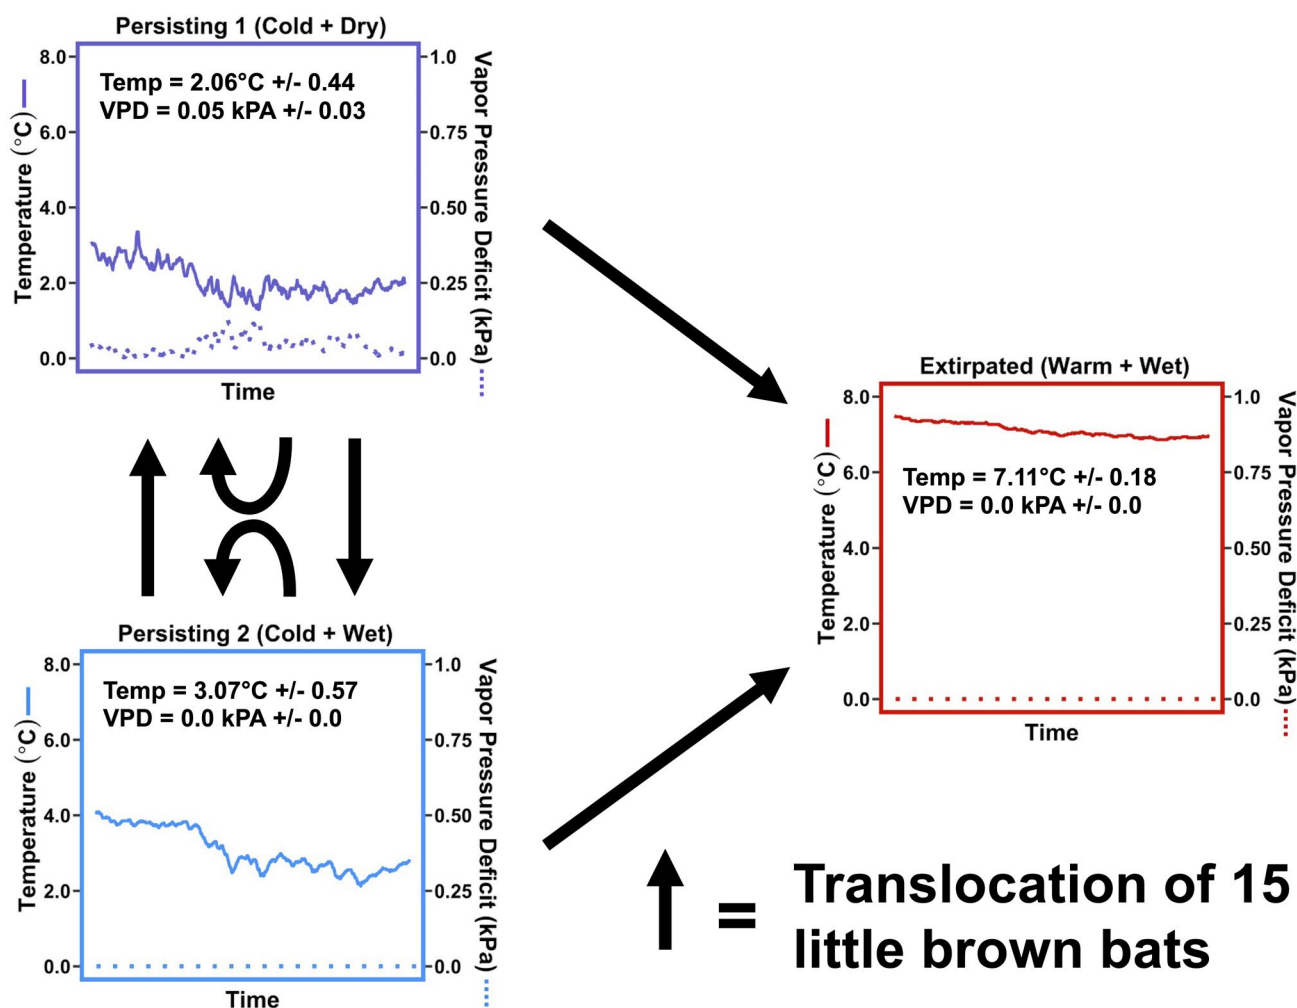 Persisting 1 (Cold + Dry)
Temp = 2.06°C +/- 0.44
VPD = 0.05 kPA +/- 0.03
8.0
6.0
4.0
2.0
0.0
Temperature (°C)
1.0
0.75
0.50
0.25
0.0
Vapor Pressure Deficit (kPa)
Time
Extirpated (Warm + Wet)
8.0
6.0
4.0
2.0
0.0
Temperature (°C)
Temp = 7.11°C +/- 0.18
VPD = 0.0 kPA +/- 0.0
1.0
0.75
0.50
0.25
0.0
Vapor Pressure Deficit (kPa)
Time
Persisting 2 (Cold + Wet)
Temp = 3.07°C +/- 0.57
VPD = 0.0 kPA +/- 0.0
8.0
6.0
4.0
2.0
0.0
Temperature (°C)
1.0
0.75
0.50
0.25
0.0
Vapor Pressure Deficit (kPa)
Time
= Translocation of 15
little brown bats